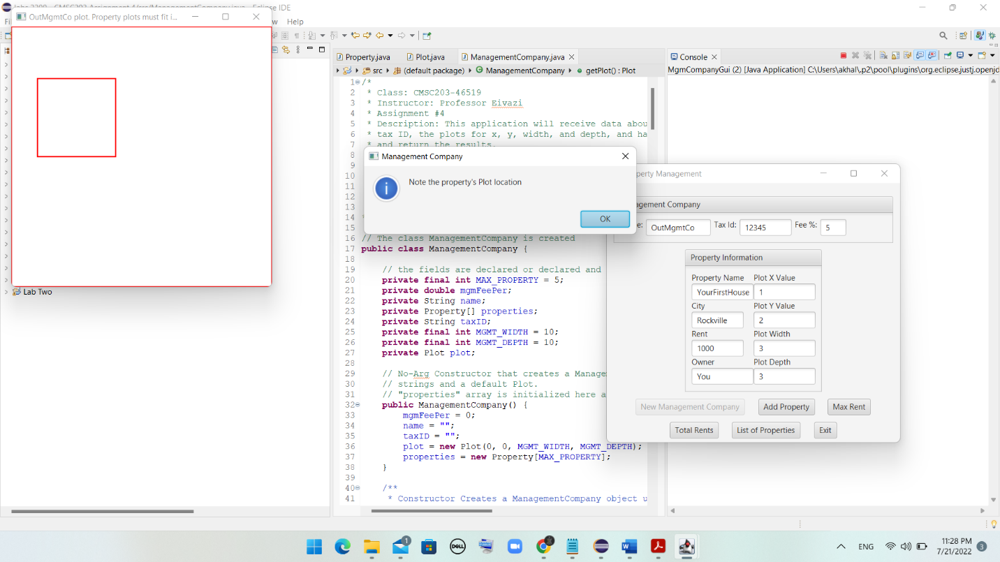 Eclipse IDE
OutMgmtCo plot. Property plots must fit i...
Help
Property.java
Plot.java
ManagementCompany.java
Console
src
(default package)
ManagementCompany
getPlot() : Plot
MgmCompanyGui (2) [Java Application] C:\Users\akhal\.p2\pool\plugins\org.eclipse.justj.openjd
1 /*
2 * Class: CMSC203-46519
3 * Instructor: Professor Eivazi
4 * Assignment #4
5 * Description: This application will receive data abou
6 * tax ID, the plots for x, y, width, and depth, and ha
7 * and return the results.
8
9
10
11
12
13
14
15
16 // The class ManagementCompany is created
17 public class ManagementCompany {
18
19 // the fields are declared or declared and
20 private final int MAX_PROPERTY = 5;
21 private double mgmFeePer;
22 private String name;
23 private Property[] properties;
24 private String taxID;
25 private final int MGMT_WIDTH = 10;
26 private final int MGMT_DEPTH = 10;
27 private Plot plot;
28
29 // No-Arg Constructor that creates a Manage
30 // strings and a default Plot.
31 // "properties" array is initialized here a
32 public ManagementCompany() {
33 mgmFeePer = 0;
34 name = "";
35 taxID = "";
36 plot = new Plot(0, 0, MGMT_WIDTH, MGMT_DEPTH);
37 properties = new Property[MAX_PROPERTY];
38 }
39
40 /**
41 * Constructor Creates a ManagementCompany object u
Management Company
Note the property's Plot location
OK
perty Management
agement Company
e: OutMgmtCo Tax Id: 12345 Fee %: 5
Property Information
Property Name Plot X Value
YourFirstHouse 1
City Plot Y Value
Rockville 2
Rent Plot Width
1000 3
Owner Plot Depth
You 3
New Management Company Add Property Max Rent
Total Rents List of Properties Exit
Lab Two
1
DELL
ENG
11:28 PM
7/21/2022
3